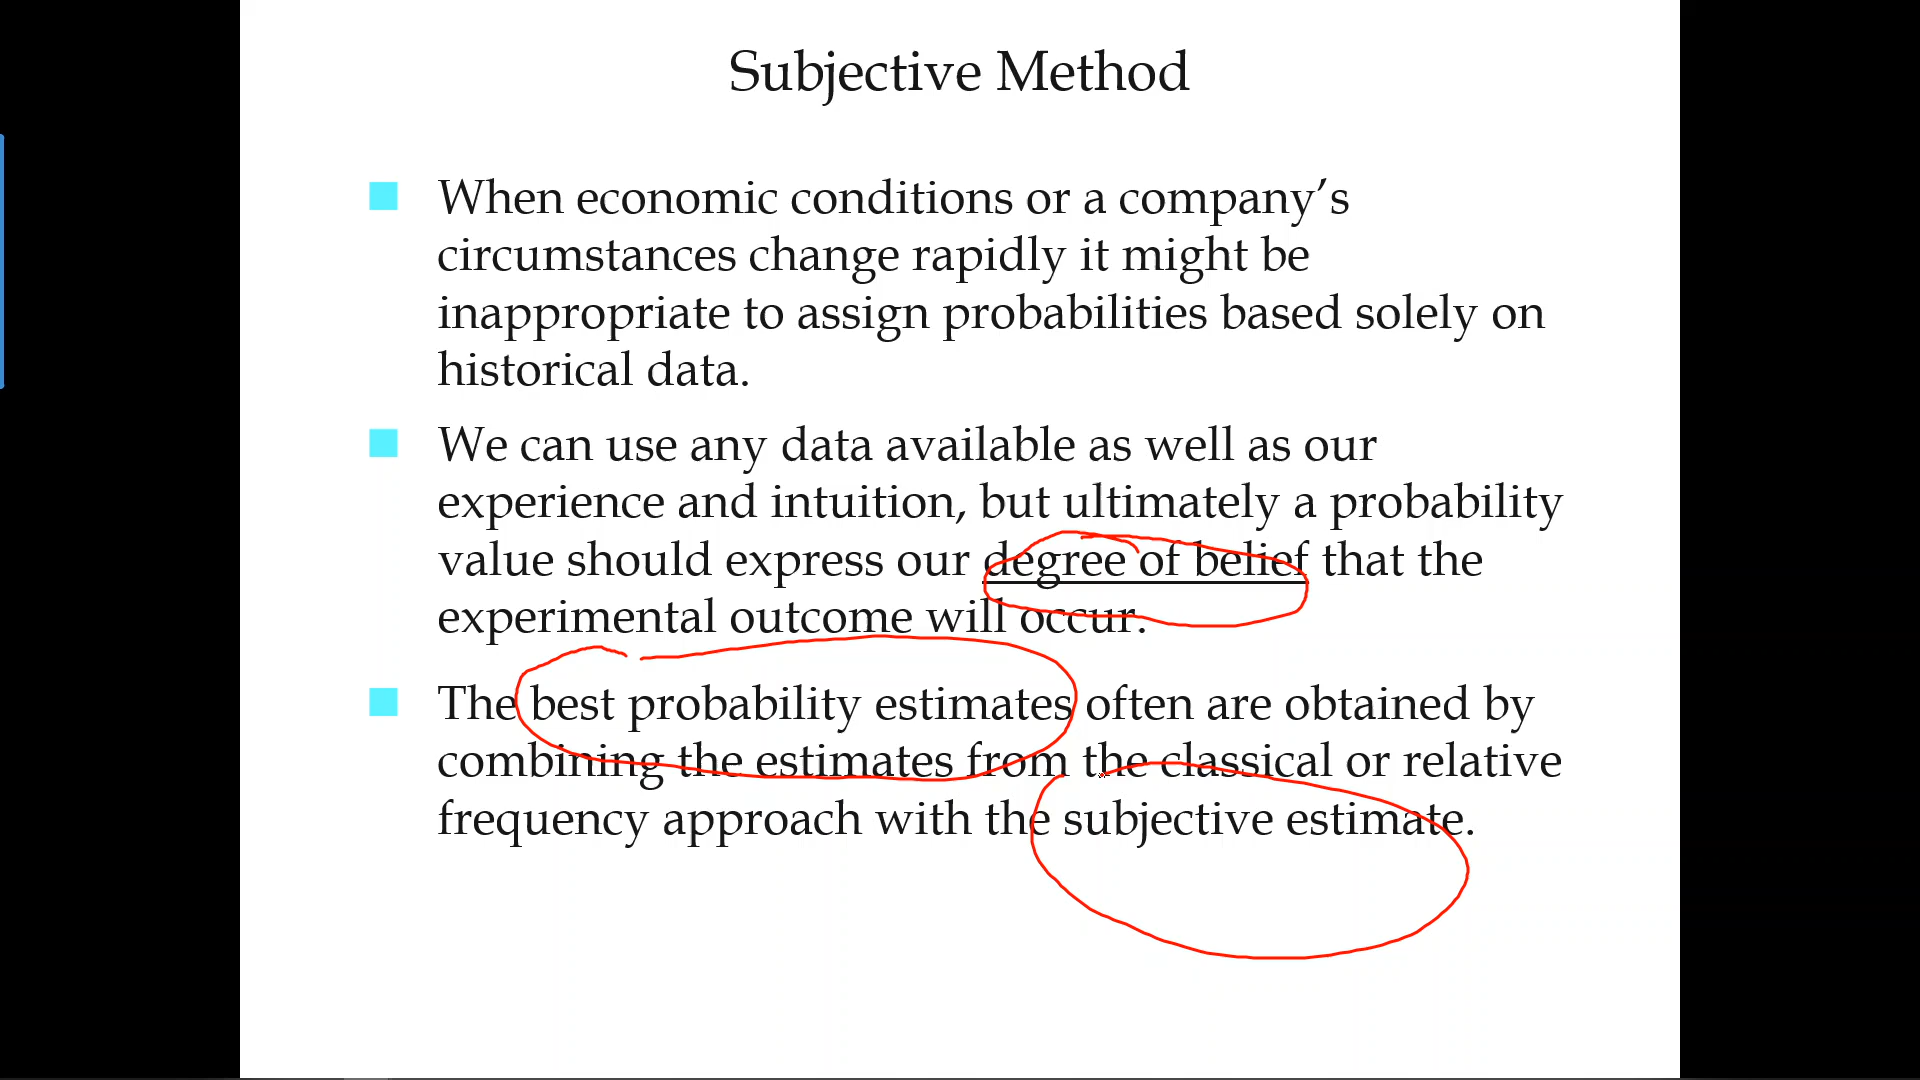 Subjective Method
When economic conditions or a company’s
circumstances change rapidly it might be
inappropriate to assign probabilities based solely on
historical data.
We can use any data available as well as our
experience and intuition, but ultimately a probability
value should express our degree of belief that the
experimental outcome will occur.
The best probability estimates often are obtained by
combining the estimates from the classical or relative
frequency approach with the subjective estimate.